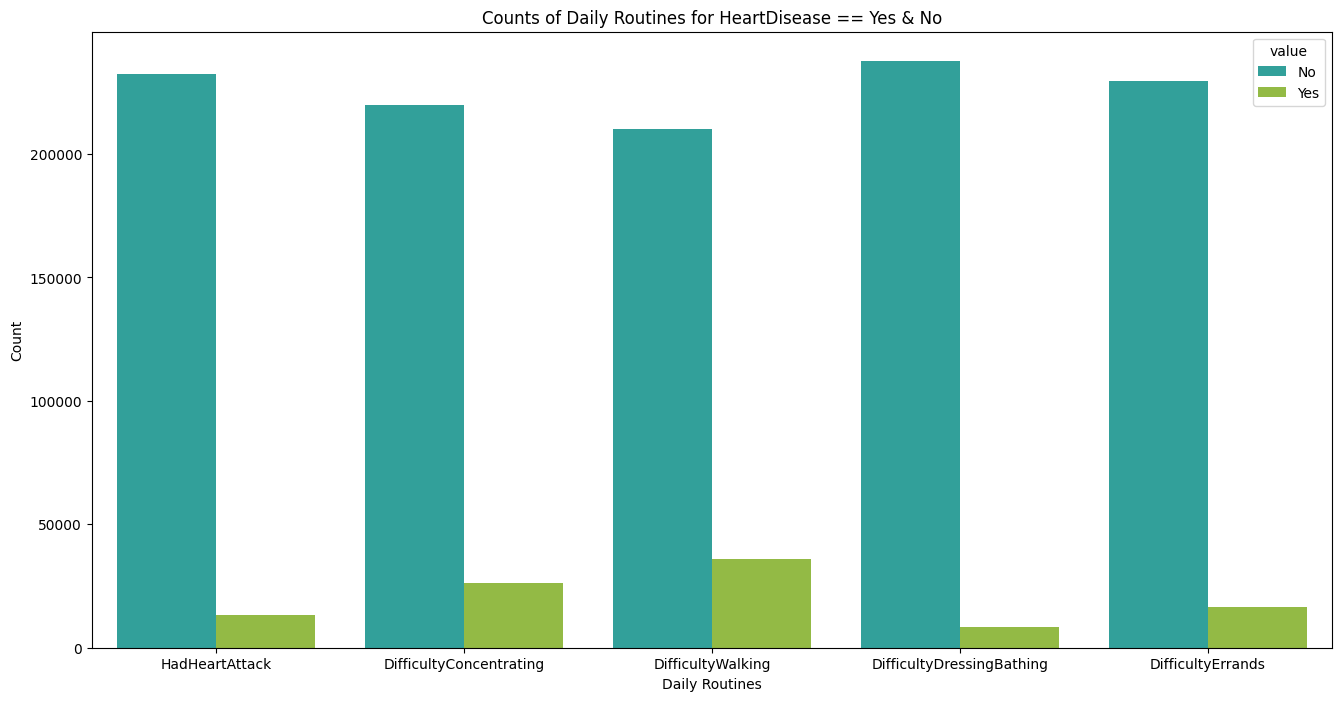 Counts of Daily Routines for HeartDisease == Yes & No
value
No
Yes
200000
150000
100000
50000
0
Count
HadHeartAttack
DifficultyConcentrating
DifficultyWalking
DifficultyDressingBathing
DifficultyErrands
Daily Routines